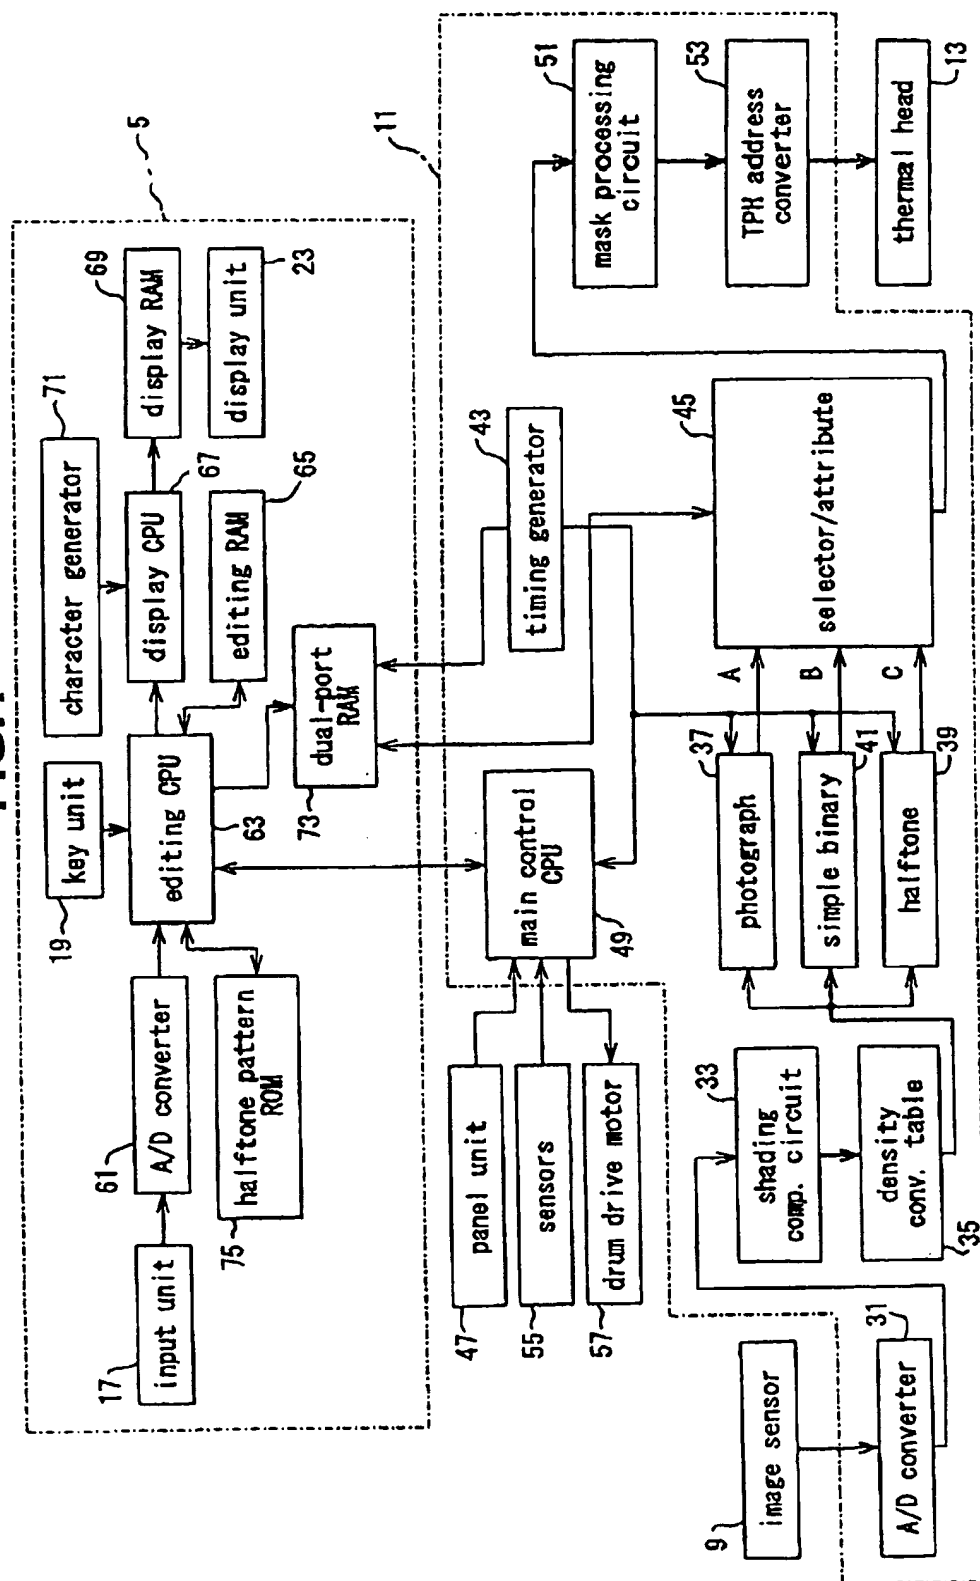 5
17
input unit
61
A/D converter
75
halftone pattern
ROM
19
key unit
editing CPU
63
71
character generator
display CPU
67
editing RAM
65
69
display RAM
display unit
23
73
dual-port
RAM
11
47
panel unit
55
sensors
57
drum drive motor
main control
CPU
49
43
timing generator
9
image sensor
31
A/D converter
33
shading
comp. circuit
density
conv. table
35
37
photograph
simple binary
41
halftone
39
A
B
C
45
selector/attribute
51
mask processing
circuit
53
TPH address
converter
thermal head
13